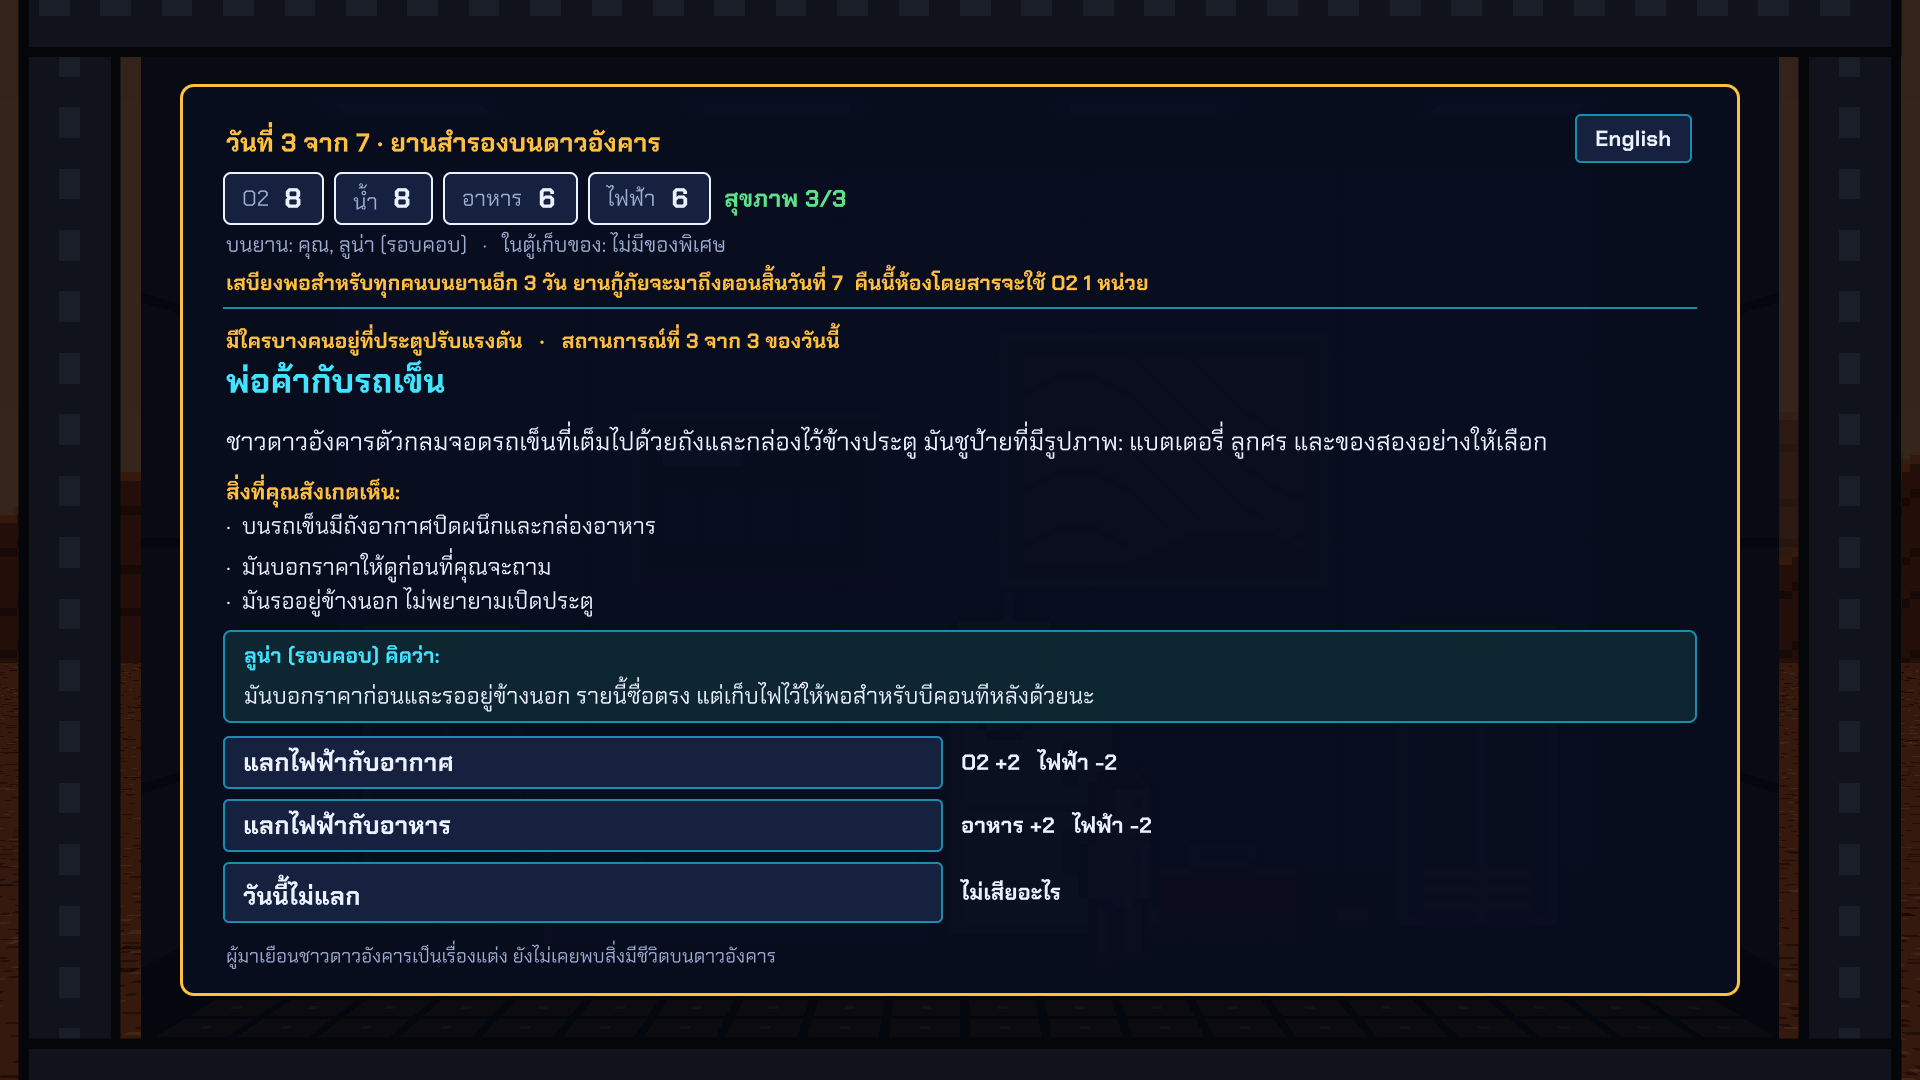 วันที่ 3 จาก 7 · ยานสำรองบนดาวอังคาร
English
O2 8 น้ำ 8 อาหาร 6 ไฟฟ้า 6 สุขภาพ 3/3
บนยาน: คุณ, ลูน่า (รอบคอบ) · ในตู้เก็บของ: ไม่มีของพิเศษ
เสบียงพอสำหรับทุกคนบนยานอีก 3 วัน ยานกู้ภัยจะมาถึงตอนสิ้นวันที่ 7 คืนนี้ห้องโดยสารจะใช้ O2 1 หน่วย
มีใครบางคนอยู่ที่ประตูปรับแรงดัน · สถานการณ์ที่ 3 จาก 3 ของวันนี้
พ่อค้ากับรถเข็น
ชาวดาวอังคารตัวกลมจอดรถเข็นที่เต็มไปด้วยถังและกล่องไว้ข้างประตู มันชูป้ายที่มีรูปภาพ: แบตเตอรี่ ลูกศร และของสองอย่างให้เลือก
สิ่งที่คุณสังเกตเห็น:
· บนรถเข็นมีถังอากาศปิดผนึกและกล่องอาหาร
· มันบอกราคาให้ดูก่อนที่คุณจะถาม
· มันรออยู่ข้างนอก ไม่พยายามเปิดประตู
ลูน่า (รอบคอบ) คิดว่า:
มันบอกราคาก่อนและรออยู่ข้างนอก รายนี้ซื่อตรง แต่เก็บไฟไว้ให้พอสำหรับบีคอนทีหลังด้วยนะ
แลกไฟฟ้ากับอากาศ O2 +2 ไฟฟ้า -2
แลกไฟฟ้ากับอาหาร อาหาร +2 ไฟฟ้า -2
วันนี้ไม่แลก ไม่เสียอะไร
ผู้มาเยือนชาวดาวอังคารเป็นเรื่องแต่ง ยังไม่เคยพบสิ่งมีชีวิตบนดาวอังคาร